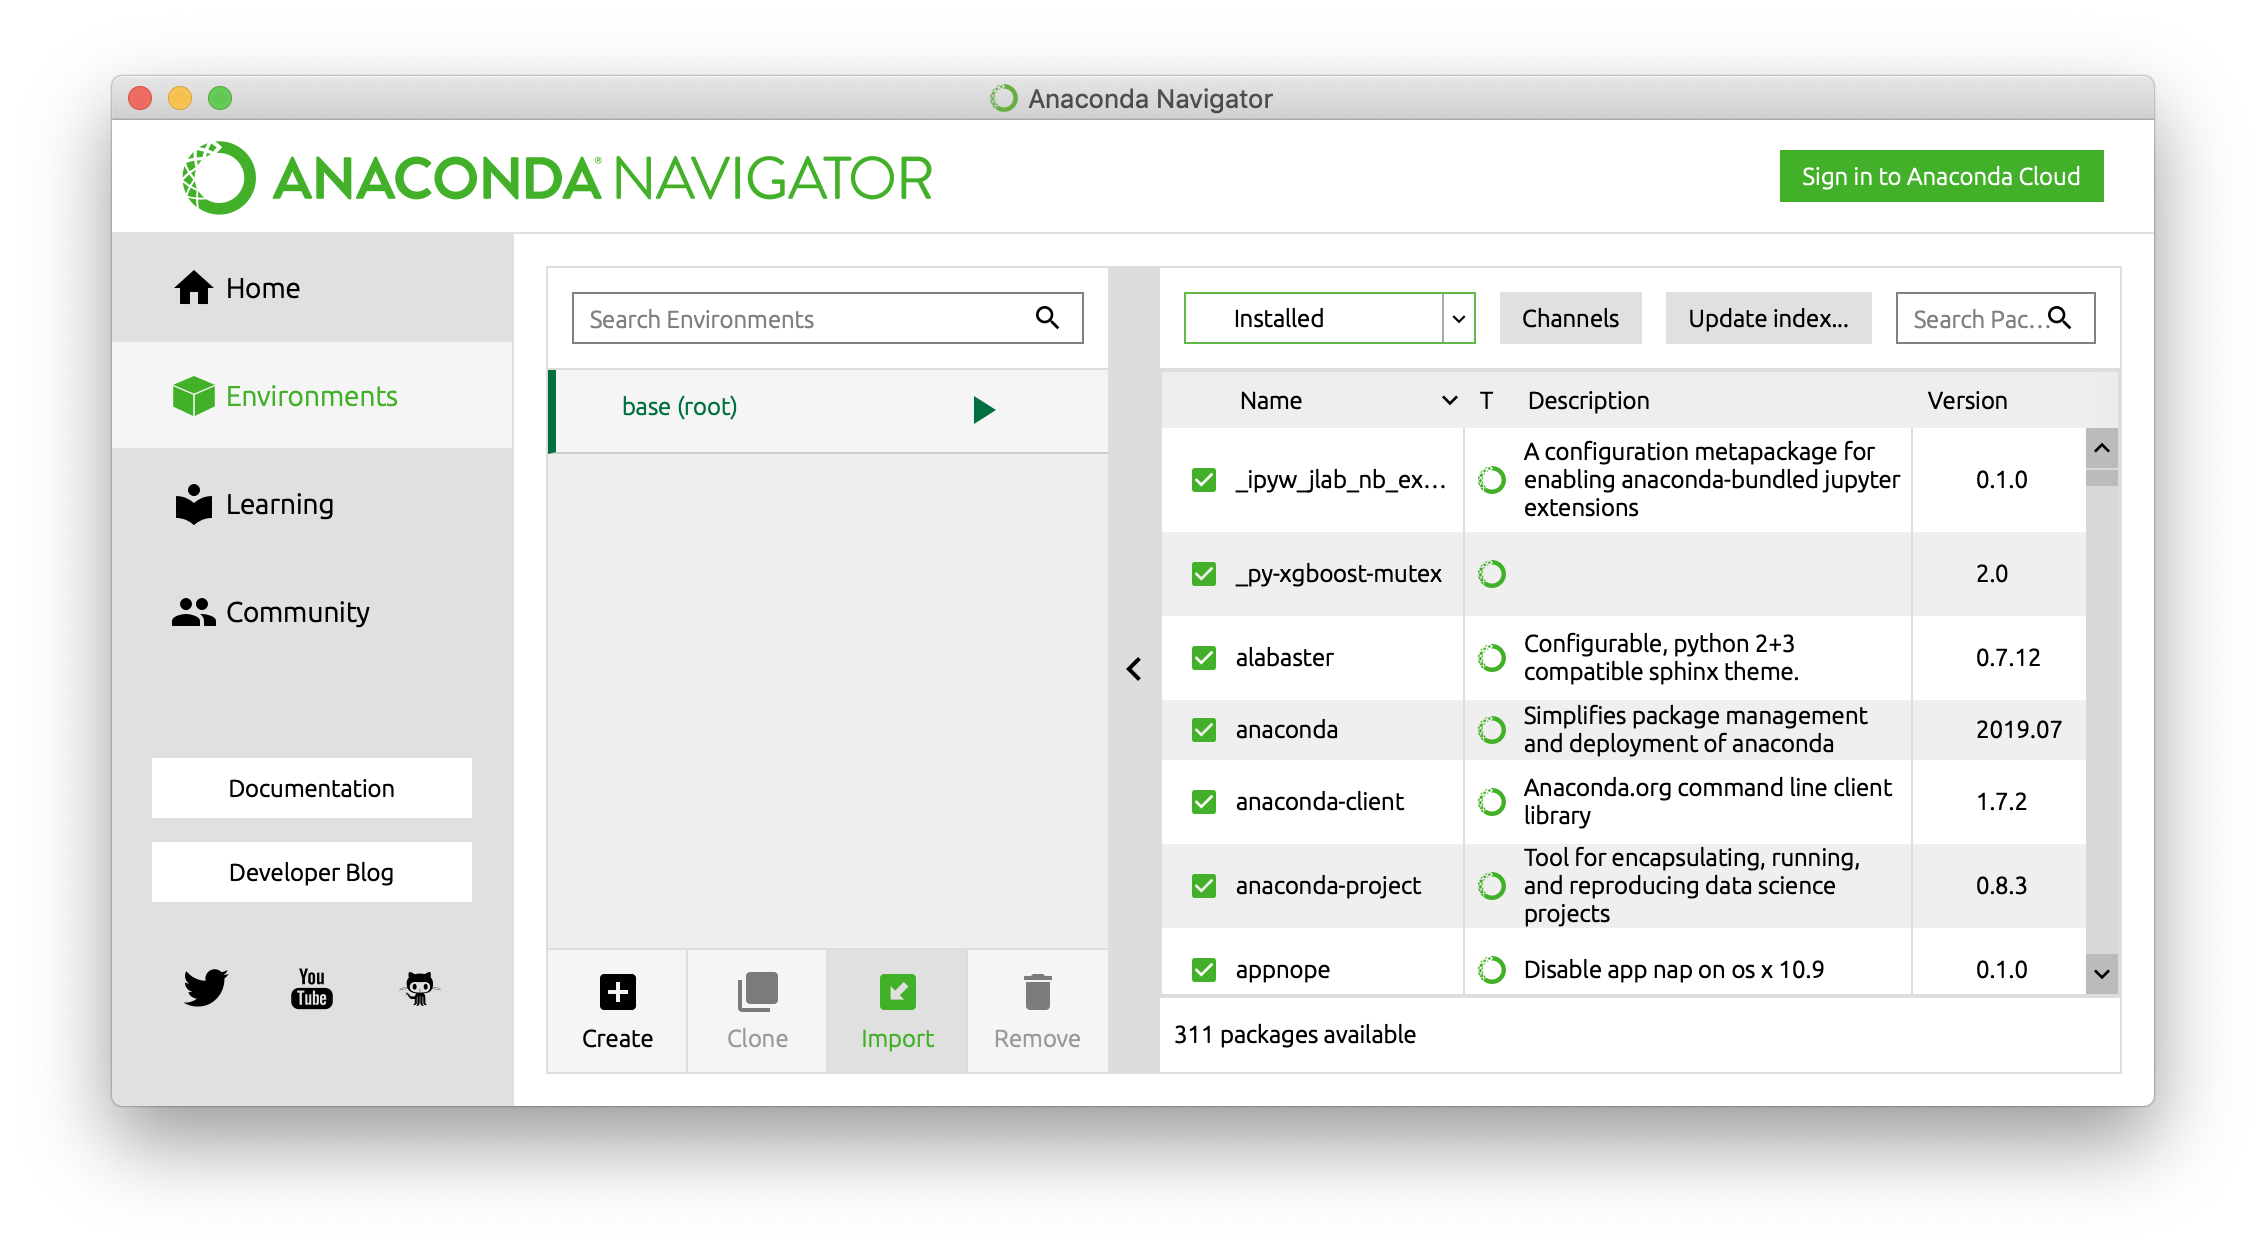 Anaconda Navigator
ANACONDA® NAVIGATOR
Sign in to Anaconda Cloud
Home
Environments
Learning
Community
Documentation
Developer Blog
You
Tube
Search Environments
base (root)
Create
Clone
Import
Remove
Installed
Channels
Update index...
Search Pac...
Name
T
Description
Version
_ipyw_jlab_nb_ex...
A configuration metapackage for
enabling anaconda-bundled jupyter
extensions
0.1.0
_py-xgboost-mutex
2.0
alabaster
Configurable, python 2+3
compatible sphinx theme.
0.7.12
anaconda
Simplifies package management
and deployment of anaconda
2019.07
anaconda-client
Anaconda.org command line client
library
1.7.2
anaconda-project
Tool for encapsulating, running,
and reproducing data science
projects
0.8.3
appnope
Disable app nap on os x 10.9
0.1.0
311 packages available